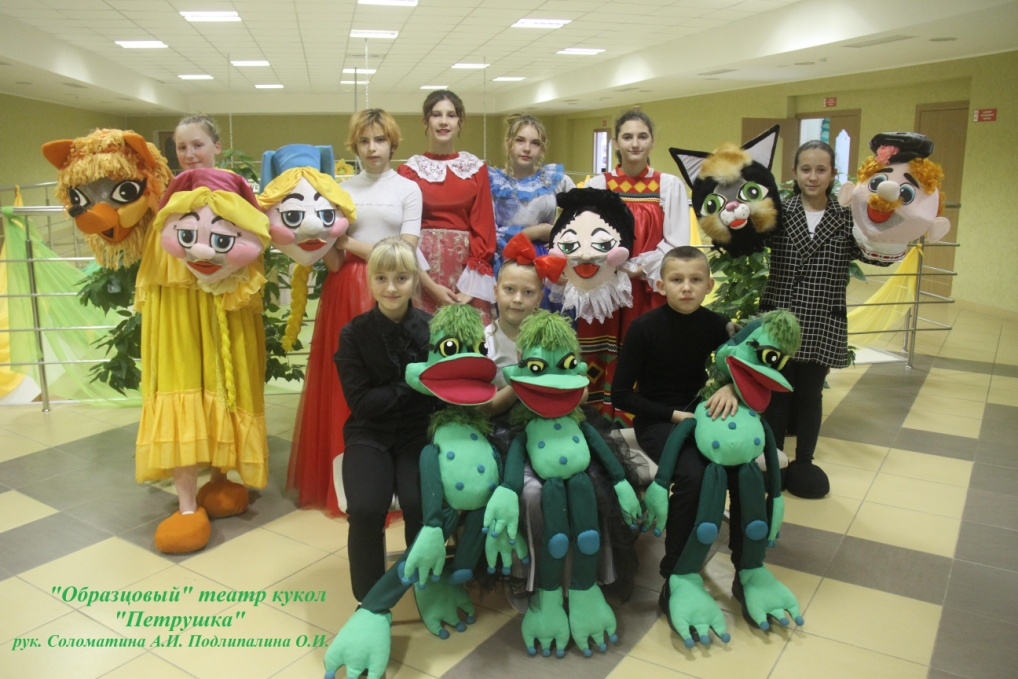 "Образцовый" театр кукол
"Петрушка"
рук. Соломатина А.И. Подлипалина О.И.